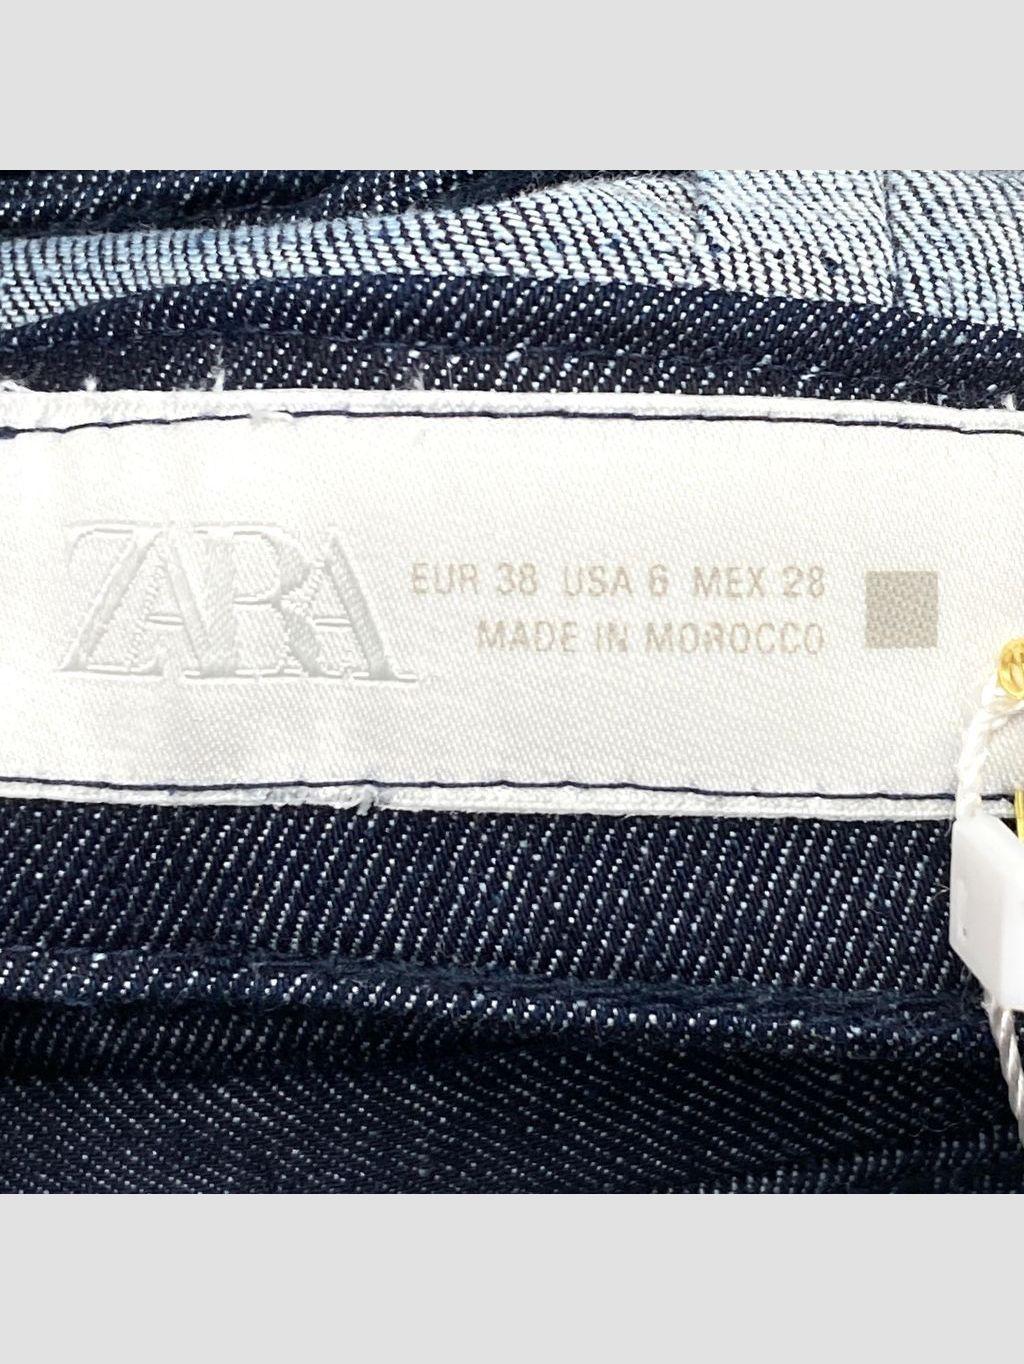 ZARA
EUR 38 USA 6 MEX 28
MADE IN MOROCCO